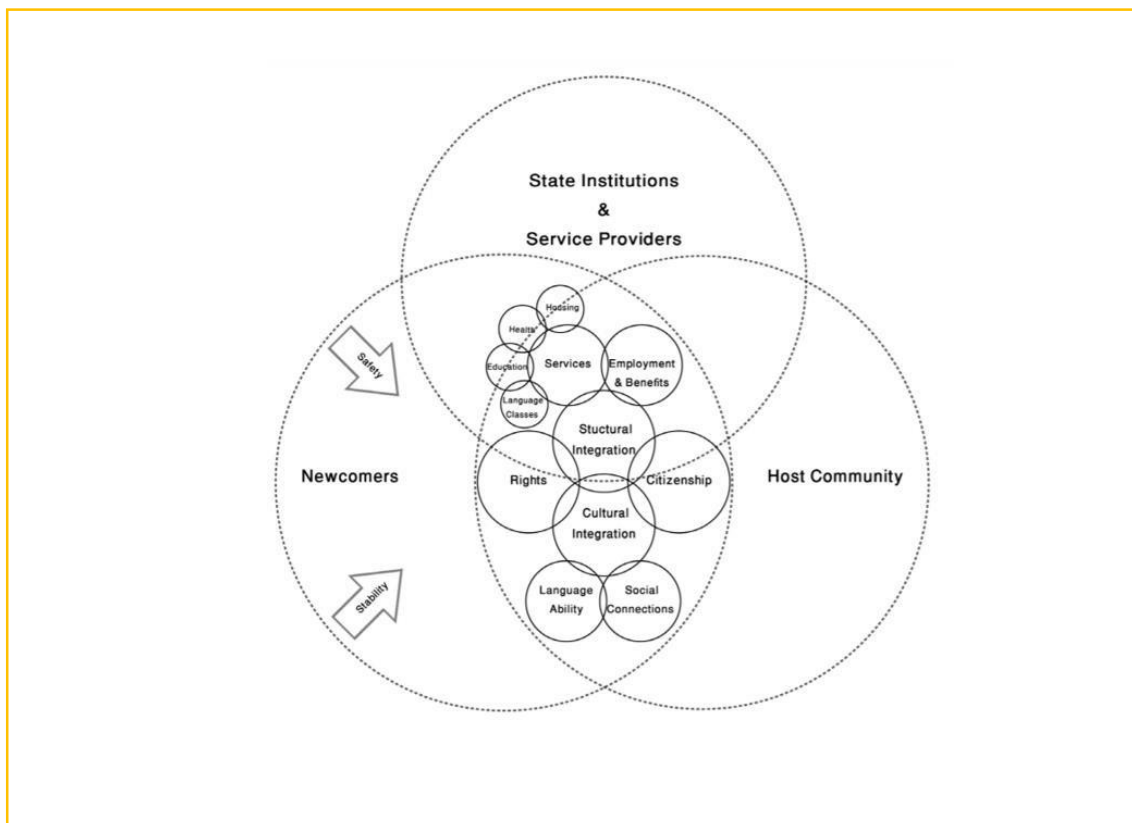 State Institutions
&
Service Providers
Housing
Health
Safety
Education
Services
Employment
& Benefits
Language
Classes
Stuctural
Integration
Newcomers
Rights
Citizenship
Host Community
Cultural
Integration
Stability
Language
Ability
Social
Connections